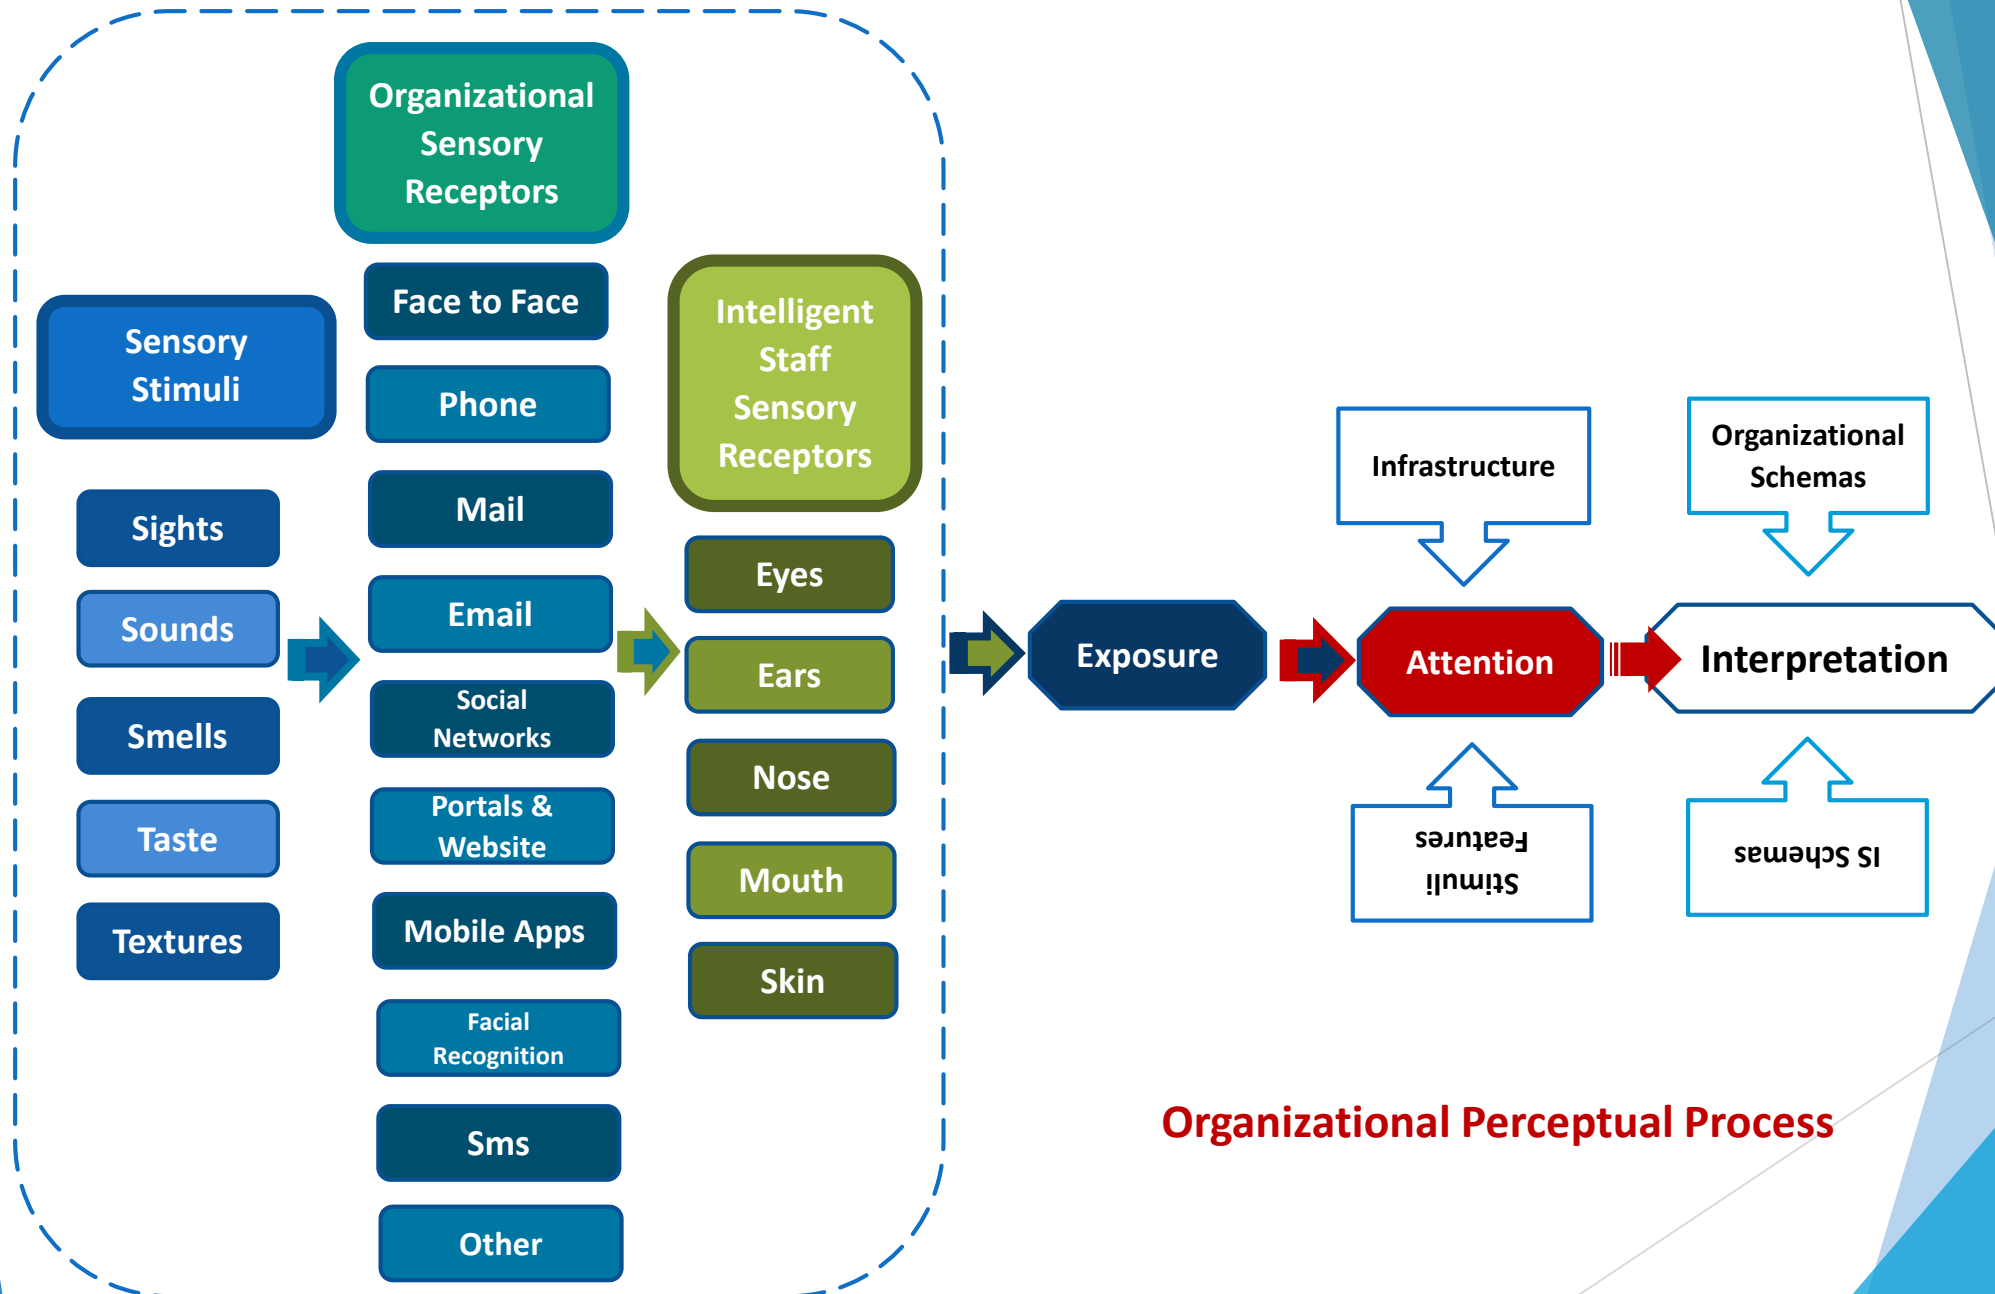 Organizational
Sensory
Receptors
Sensory
Stimuli
Intelligent
Staff
Sensory
Receptors
Sights
Sounds
Smells
Taste
Textures
Face to Face
Phone
Mail
Email
Social
Networks
Portals &
Website
Mobile Apps
Facial
Recognition
Sms
Other
Eyes
Ears
Nose
Mouth
Skin
Exposure
Infrastructure
Attention
Stimuli
Features
Organizational
Schemas
Interpretation
IS Schemas
Organizational Perceptual Process